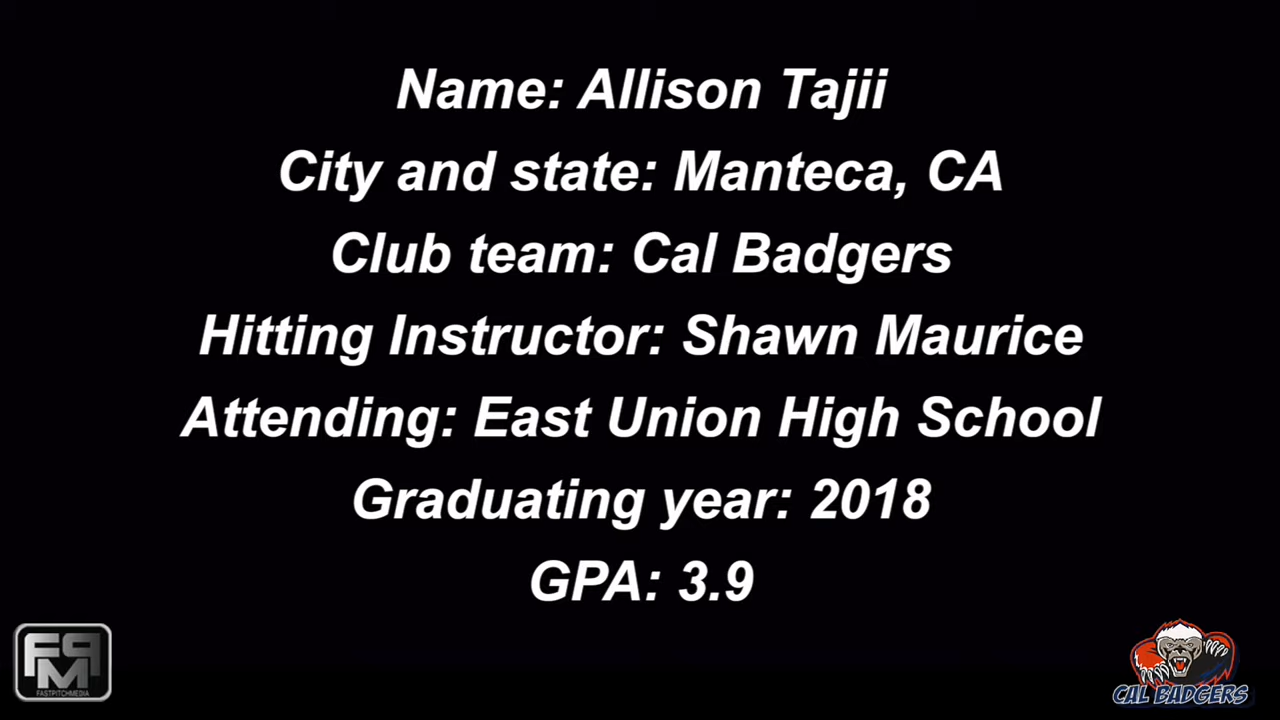 Name: Allison Tajii
City and state: Manteca, CA
Club team: Cal Badgers
Hitting Instructor: Shawn Maurice
Attending: East Union High School
Graduating year: 2018
GPA: 3.9
FPM
FASTPITCHMEDIA
CAL BADGERS